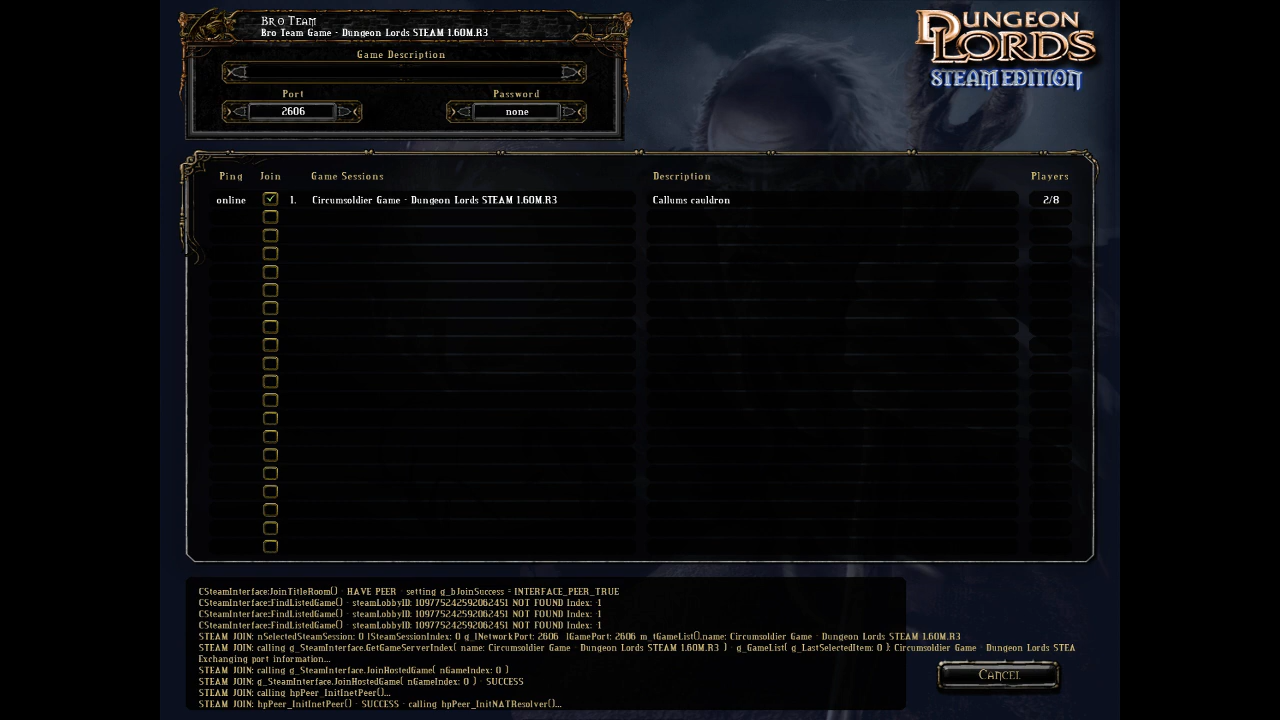 Bro Team
Bro Team Game - Dungeon Lords STEAM 1.60M.R3
DUNGEON LORDS
STEAM EDITION
Game Description
Port
Password
2606
none
Ping Join Game Sessions Description Players
online 1. Circumsoldier Game - Dungeon Lords STEAM 1.60M.R3 Callums cauldron 2/8
CSteamInterface:JoinTitleRoom() - HAVE PEER - setting g_bJoinSuccess = INTERFACE_PEER_TRUE
CSteamInterface::FindListedGame() - steamLobbyID: 109775242592062451 NOT FOUND Index: -1
CSteamInterface::FindListedGame() - steamLobbyID: 109775242592062451 NOT FOUND Index: -1
CSteamInterface::FindListedGame() - steamLobbyID: 109775242592062451 NOT FOUND Index: -1
STEAM JOIN: nSelectedSteamSession: 0 lSteamSessionIndex: 0 g_lNetworkPort: 2606 lGamePort: 2606 m_tGameList[].name: Circumsoldier Game - Dungeon Lords STEAM 1.60M.R3
STEAM JOIN: calling g_SteamInterface.GetGameServerIndex( name: Circumsoldier Game - Dungeon Lords STEAM 1.60M.R3 ) - g_GameList( g_LastSelectedItem: 0 ): Circumsoldier Game - Dungeon Lords STEA
Exchanging port information...
STEAM JOIN: calling g_SteamInterface.JoinHostedGame( nGameIndex: 0 )
STEAM JOIN: g_SteamInterface.JoinHostedGame( nGameIndex: 0 ) - SUCCESS
STEAM JOIN: calling hpPeer_InitInetPeer()...
STEAM JOIN: hpPeer_InitInetPeer() - SUCCESS - calling hpPeer_InitNATResolver()...
Cancel